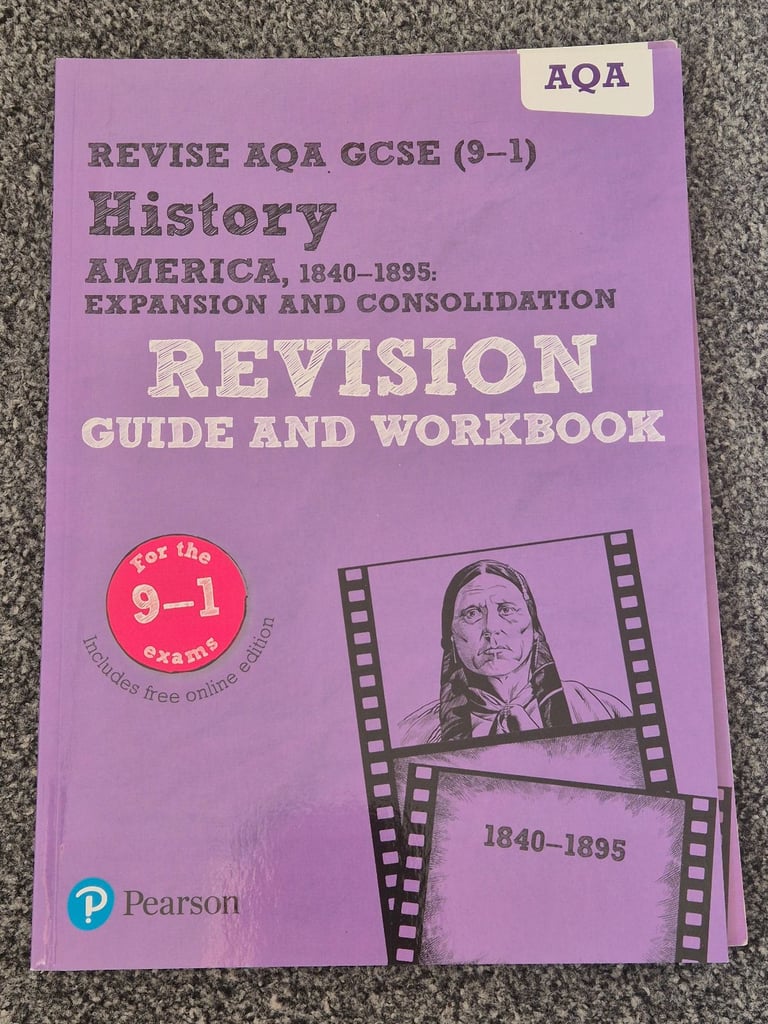 AQA
REVISE AQA GCSE (9–1)
History
AMERICA, 1840–1895:
EXPANSION AND CONSOLIDATION
REVISION
GUIDE AND WORKBOOK
For the
9–1
exams
Includes free online edition
1840–1895
Pearson